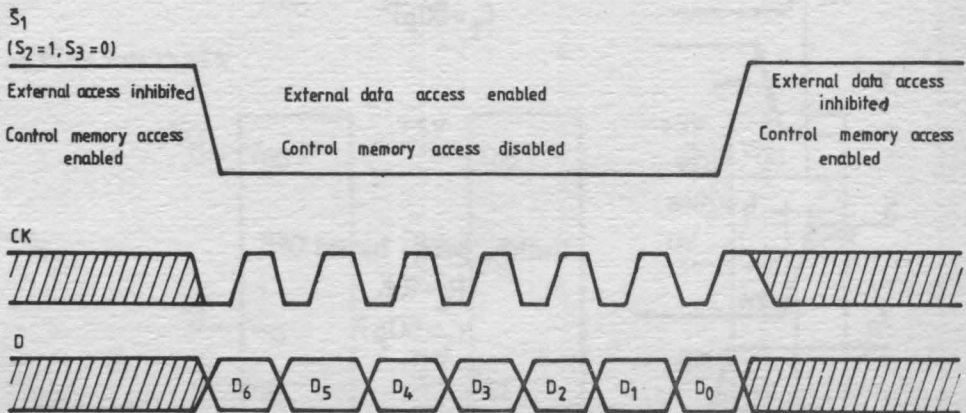 S̄₁
(S₂=1, S₃=0)
External access inhibited
Control memory access
enabled
External data access enabled
Control memory access disabled
External data access
inhibited
Control memory access
enabled
CK
D
D₆ D₅ D₄ D₃ D₂ D₁ D₀